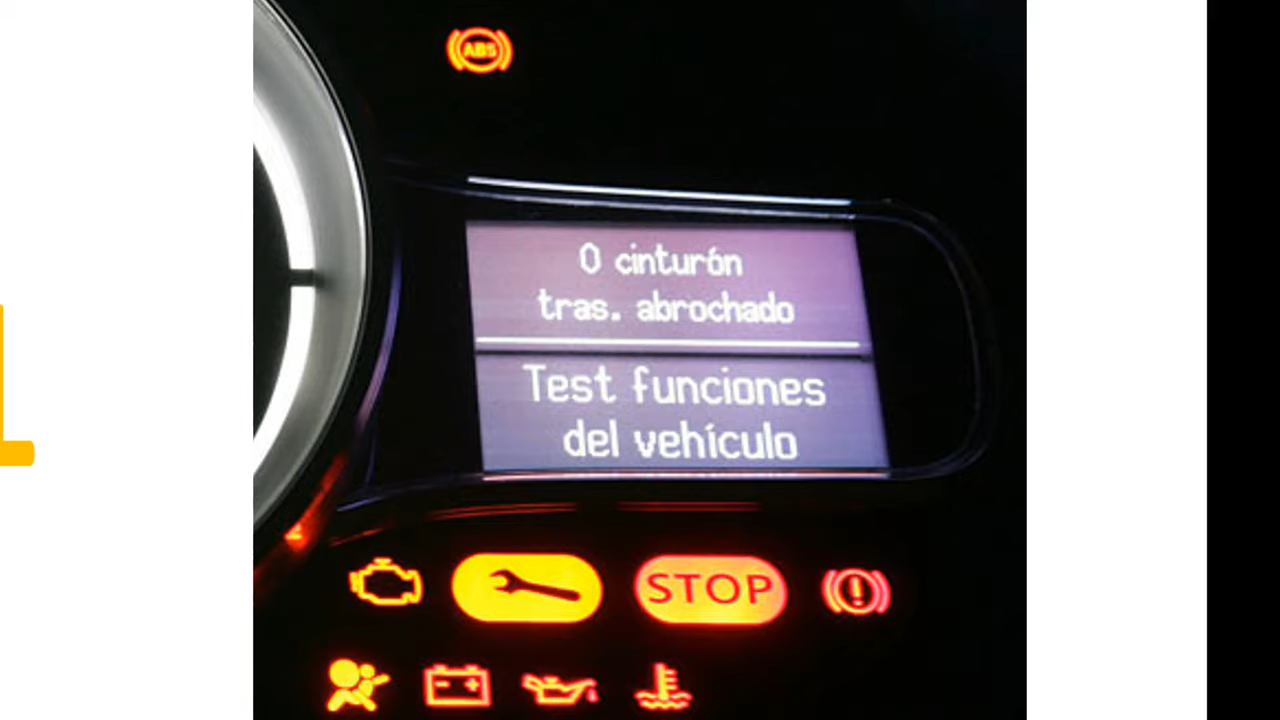 ABS
0 cinturón
tras. abrochado
Test funciones
del vehículo
STOP